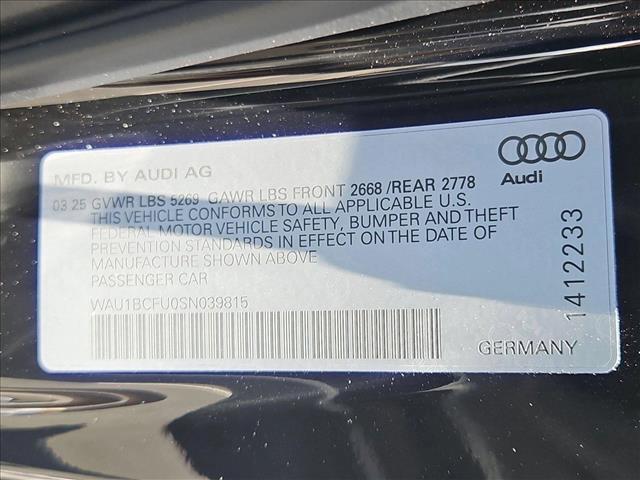 MFD. BY AUDI AG
03 25 GVWR LBS 5269 GAWR LBS FRONT 2668 /REAR 2778
THIS VEHICLE CONFORMS TO ALL APPLICABLE U.S.
FEDERAL MOTOR VEHICLE SAFETY, BUMPER AND THEFT
PREVENTION STANDARDS IN EFFECT ON THE DATE OF
MANUFACTURE SHOWN ABOVE
PASSENGER CAR
WAU1BCFU0SN039815
Audi
1412233
GERMANY